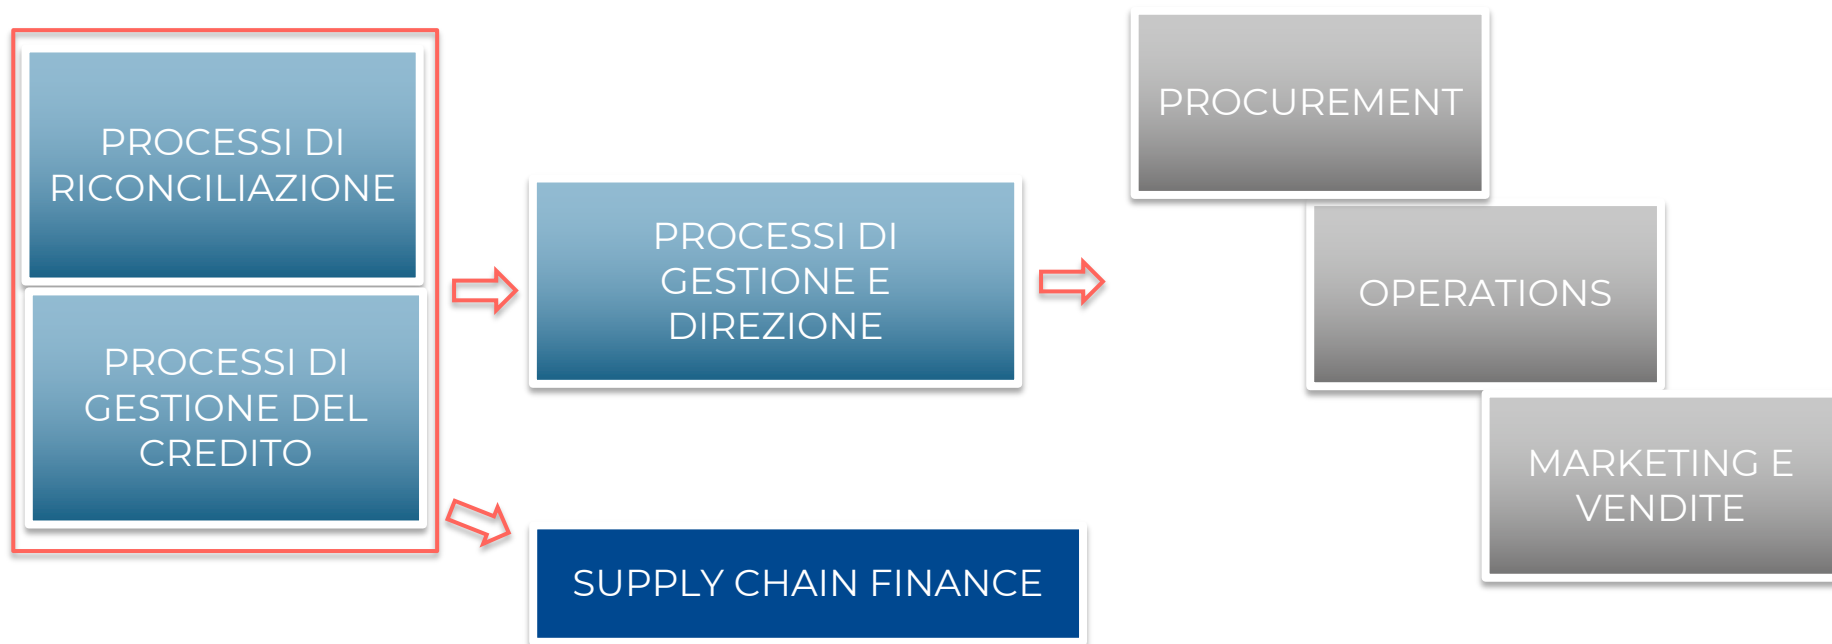 PROCESSI DI
RICONCILIAZIONE
PROCESSI DI
GESTIONE DEL
CREDITO
PROCESSI DI
GESTIONE E
DIREZIONE
SUPPLY CHAIN FINANCE
PROCUREMENT
OPERATIONS
MARKETING E
VENDITE